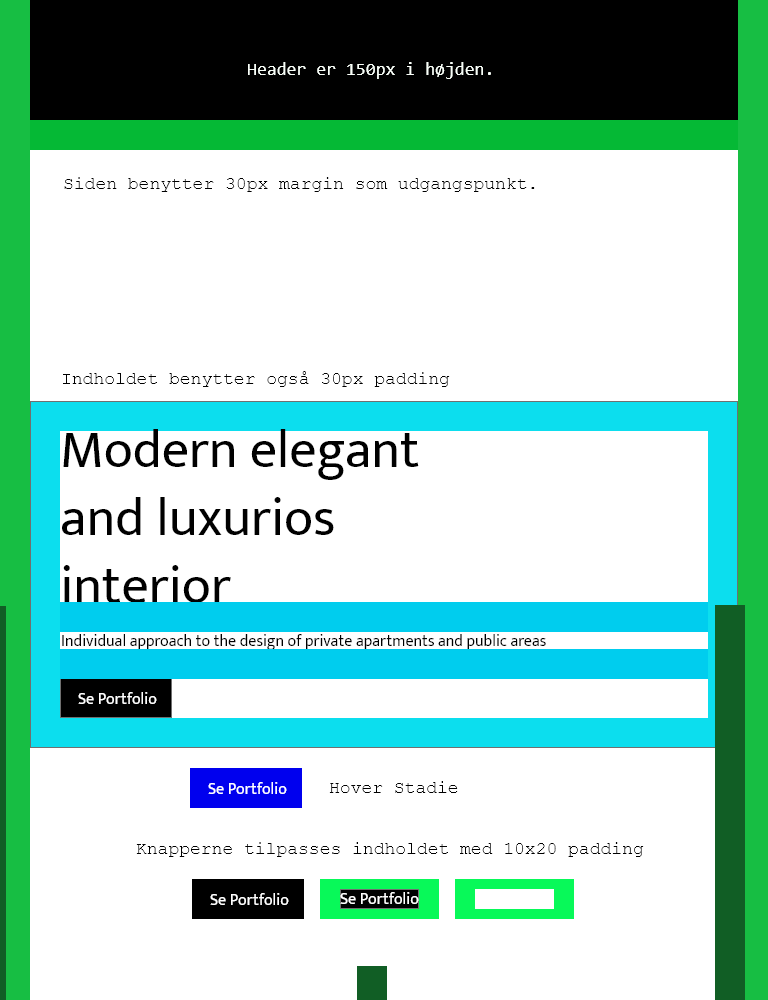 Header er 150px i højden.
Siden benytter 30px margin som udgangspunkt.
Indholdet benytter også 30px padding
Modern elegant
and luxurios
interior
Individual approach to the design of private apartments and public areas
Se Portfolio
Se Portfolio Hover Stadie
Knapperne tilpasses indholdet med 10x20 padding
Se Portfolio Se Portfolio